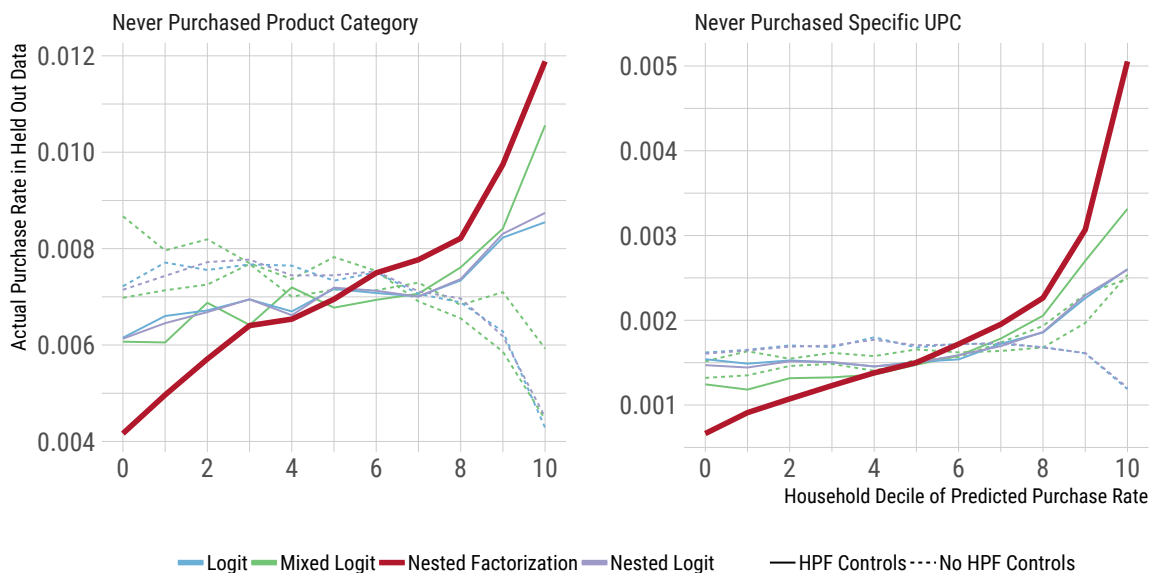 Never Purchased Product Category
Never Purchased Specific UPC
Actual Purchase Rate in Held Out Data
0.012
0.010
0.008
0.006
0.004
0 2 4 6 8 10
0.005
0.004
0.003
0.002
0.001
0 2 4 6 8 10
Household Decile of Predicted Purchase Rate
Logit Mixed Logit Nested Factorization Nested Logit HPF Controls No HPF Controls